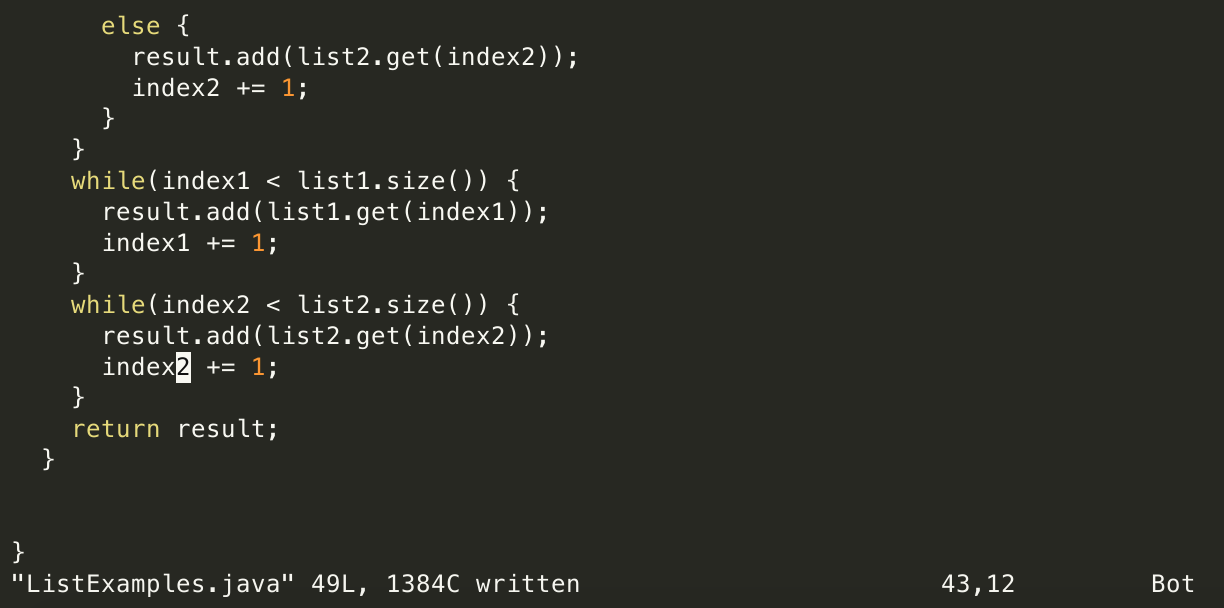 else {
        result.add(list2.get(index2));
        index2 += 1;
      }
    }
    while(index1 < list1.size()) {
      result.add(list1.get(index1));
      index1 += 1;
    }
    while(index2 < list2.size()) {
      result.add(list2.get(index2));
      index2 += 1;
    }
    return result;
  }
}
"ListExamples.java" 49L, 1384C written 43,12 Bot